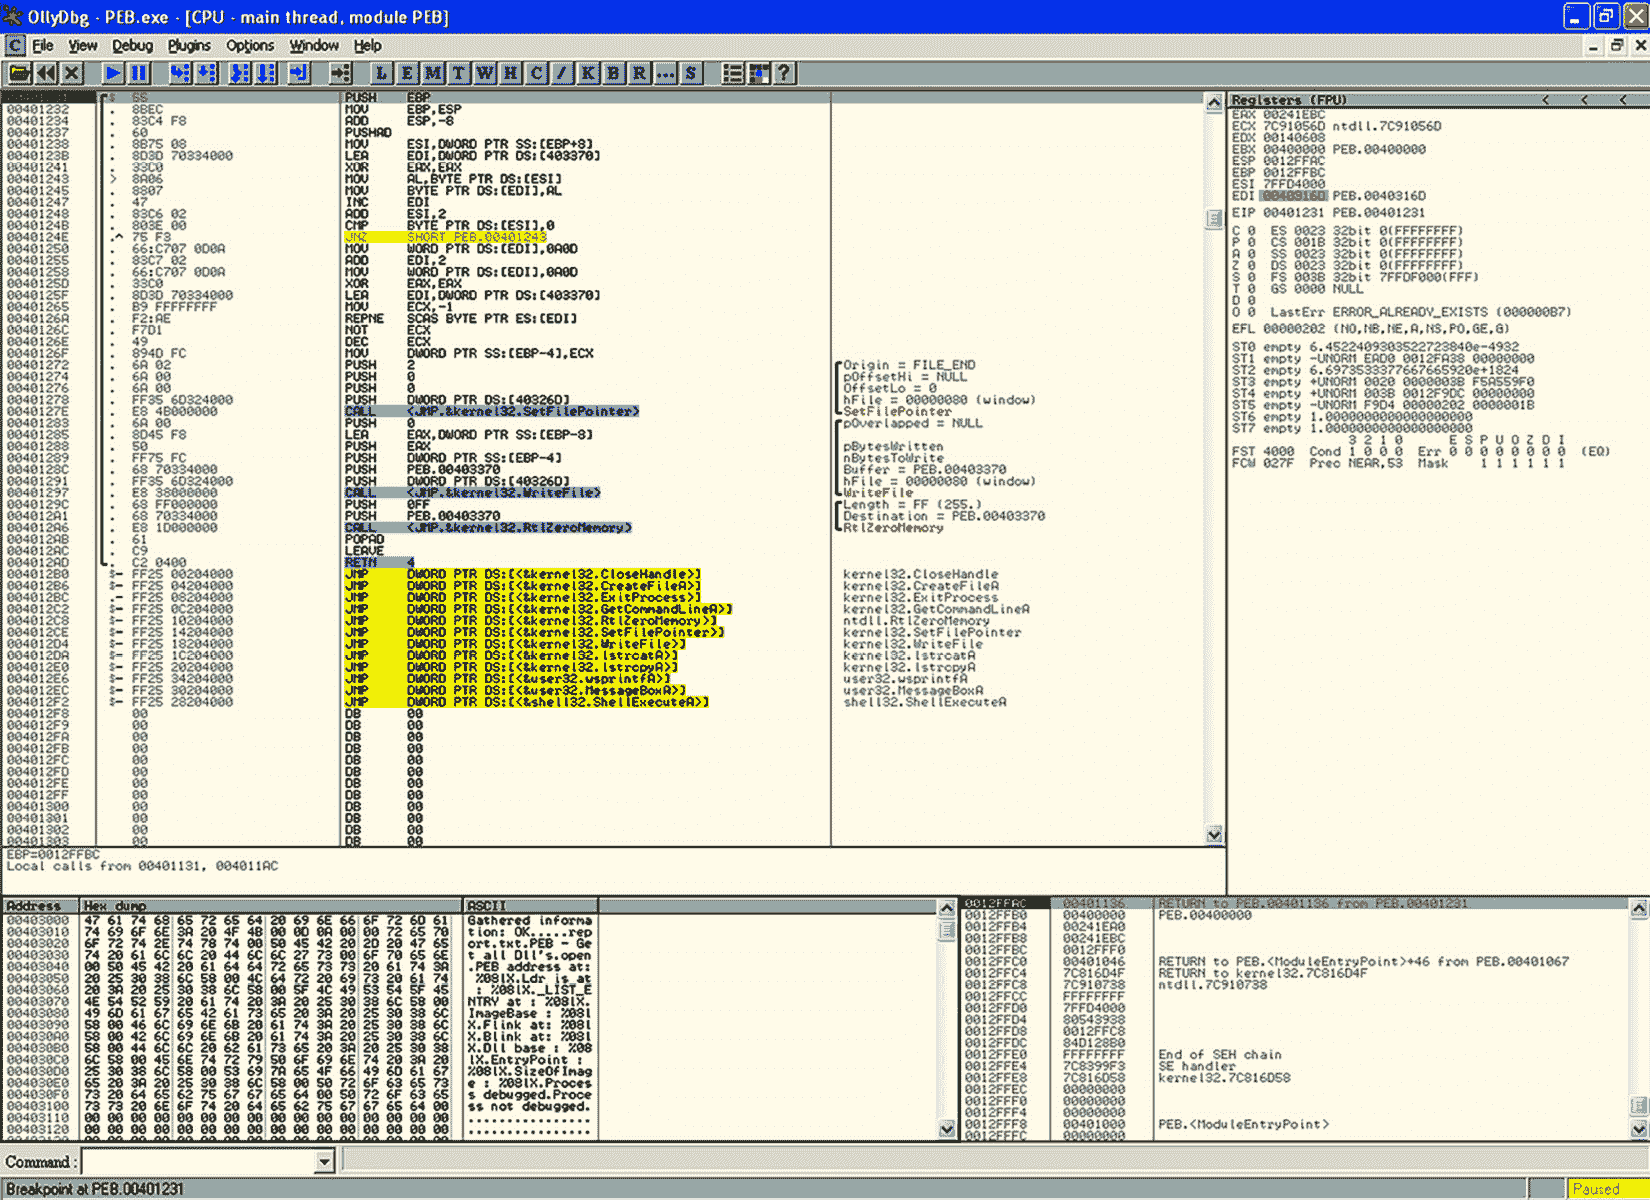 OllyDbg - PEB.exe - [CPU - main thread, module PEB]
C File View Debug Plugins Options Window Help
L E M T W H C / K B R ... S ?
$ 55 PUSH EBP
00401232 . 8BEC MOV EBP,ESP
00401234 . 83C4 F8 ADD ESP,-8
00401237 . 60 PUSHAD
00401238 . 8B75 08 MOV ESI,DWORD PTR SS:[EBP+8]
0040123B . 8D3D 70334000 LEA EDI,DWORD PTR DS:[403370]
00401241 . 33C0 XOR EAX,EAX
00401243 > 8A06 MOV AL,BYTE PTR DS:[ESI]
00401245 . 8807 MOV BYTE PTR DS:[EDI],AL
00401247 . 47 INC EDI
00401248 . 83C6 02 ADD ESI,2
0040124B . 803E 00 CMP BYTE PTR DS:[ESI],0
0040124E .^ 75 F3 JNZ SHORT PEB.00401243
00401250 . 66:C707 0D0A MOV WORD PTR DS:[EDI],0A0D
00401255 . 83C7 02 ADD EDI,2
00401258 . 66:C707 0D0A MOV WORD PTR DS:[EDI],0A0D
0040125D . 33C0 XOR EAX,EAX
0040125F . 8D3D 70334000 LEA EDI,DWORD PTR DS:[403370]
00401265 . B9 FFFFFFFF MOV ECX,-1
0040126A . F2:AE REPNE SCAS BYTE PTR ES:[EDI]
0040126C . F7D1 NOT ECX
0040126E . 49 DEC ECX
0040126F . 894D FC MOV DWORD PTR SS:[EBP-4],ECX
00401272 . 6A 02 PUSH 2 Origin = FILE_END
00401274 . 6A 00 PUSH 0 pOffsetHi = NULL
00401276 . 6A 00 PUSH 0 OffsetLo = 0
00401278 . FF35 6D324000 PUSH DWORD PTR DS:[40326D] hFile = 00000080 (window)
0040127E . E8 4B000000 CALL <JMP.&kernel32.SetFilePointer> SetFilePointer
00401283 . 6A 00 PUSH 0 pOverlapped = NULL
00401285 . 8D45 F8 LEA EAX,DWORD PTR SS:[EBP-8]
00401288 . 50 PUSH EAX pBytesWritten
00401289 . FF75 FC PUSH DWORD PTR SS:[EBP-4] nBytesToWrite
0040128C . 68 70334000 PUSH PEB.00403370 Buffer = PEB.00403370
00401291 . FF35 6D324000 PUSH DWORD PTR DS:[40326D] hFile = 00000080 (window)
00401297 . E8 38000000 CALL <JMP.&kernel32.WriteFile> WriteFile
0040129C . 68 FF000000 PUSH 0FF Length = FF (255.)
004012A1 . 68 70334000 PUSH PEB.00403370 Destination = PEB.00403370
004012A6 . E8 1D000000 CALL <JMP.&kernel32.RtlZeroMemory> RtlZeroMemory
004012AB . 61 POPAD
004012AC . C9 LEAVE
004012AD . C2 0400 RETN 4
004012B0 $- FF25 00204000 JMP DWORD PTR DS:[<&kernel32.CloseHandle>] kernel32.CloseHandle
004012B6 $- FF25 04204000 JMP DWORD PTR DS:[<&kernel32.CreateFileA>] kernel32.CreateFileA
004012BC .- FF25 08204000 JMP DWORD PTR DS:[<&kernel32.ExitProcess>] kernel32.ExitProcess
004012C2 $- FF25 0C204000 JMP DWORD PTR DS:[<&kernel32.GetCommandLineA>] kernel32.GetCommandLineA
004012C8 $- FF25 10204000 JMP DWORD PTR DS:[<&kernel32.RtlZeroMemory>] ntdll.RtlZeroMemory
004012CE $- FF25 14204000 JMP DWORD PTR DS:[<&kernel32.SetFilePointer>] kernel32.SetFilePointer
004012D4 $- FF25 18204000 JMP DWORD PTR DS:[<&kernel32.WriteFile>] kernel32.WriteFile
004012DA $- FF25 1C204000 JMP DWORD PTR DS:[<&kernel32.lstrcatA>] kernel32.lstrcatA
004012E0 $- FF25 20204000 JMP DWORD PTR DS:[<&kernel32.lstrcpyA>] kernel32.lstrcpyA
004012E6 $- FF25 34204000 JMP DWORD PTR DS:[<&user32.wsprintfA>] user32.wsprintfA
004012EC $- FF25 30204000 JMP DWORD PTR DS:[<&user32.MessageBoxA>] user32.MessageBoxA
004012F2 $- FF25 28204000 JMP DWORD PTR DS:[<&shell32.ShellExecuteA>] shell32.ShellExecuteA
004012F8 00 DB 00
004012F9 00 DB 00
004012FA 00 DB 00
004012FB 00 DB 00
004012FC 00 DB 00
004012FD 00 DB 00
004012FE 00 DB 00
004012FF 00 DB 00
00401300 00 DB 00
00401301 00 DB 00
00401302 00 DB 00
00401303 00 DB 00
EBP=0012FFBC
Local calls from 00401131, 004011AC
Registers (FPU) < < <
EAX 00241EBC
ECX 7C91056D ntdll.7C91056D
EDX 00140608
EBX 00400000 PEB.00400000
ESP 0012FFAC
EBP 0012FFBC
ESI 7FFD4000
EDI 0040316D PEB.0040316D
EIP 00401231 PEB.00401231
C 0 ES 0023 32bit 0(FFFFFFFF)
P 0 CS 001B 32bit 0(FFFFFFFF)
A 0 SS 0023 32bit 0(FFFFFFFF)
Z 0 DS 0023 32bit 0(FFFFFFFF)
S 0 FS 003B 32bit 7FFDF000(FFF)
T 0 GS 0000 NULL
D 0
O 0 LastErr ERROR_ALREADY_EXISTS (000000B7)
EFL 00000202 (NO,NB,NE,A,NS,PO,GE,G)
ST0 empty 6.4522409303522723840e-4932
ST1 empty -UNORM EAD0 0012FA38 00000000
ST2 empty 6.6973533377667665920e+1824
ST3 empty +UNORM 0020 0000003B F5A559F0
ST4 empty +UNORM 003B 0012F9DC 00000000
ST5 empty -UNORM F9D4 00000202 0000001B
ST6 empty 1.0000000000000000000
ST7 empty 1.0000000000000000000
3 2 1 0 E S P U O Z D I
FST 4000 Cond 1 0 0 0 Err 0 0 0 0 0 0 0 0 (EQ)
FCW 027F Prec NEAR,53 Mask 1 1 1 1 1 1
Address Hex dump ASCII
00403000 47 61 74 68 65 72 65 64 20 69 6E 66 6F 72 6D 61 Gathered informa
00403010 74 69 6F 6E 3A 20 4F 4B 00 0D 0A 00 00 72 65 70 tion: OK.....rep
00403020 6F 72 74 2E 74 78 74 00 50 45 42 20 2D 20 47 65 ort.txt.PEB - Ge
00403030 74 20 61 6C 6C 20 44 6C 6C 27 73 00 6F 70 65 6E t all Dll's.open
00403040 00 50 45 42 20 61 64 64 72 65 73 73 20 61 74 3A .PEB address at:
00403050 20 25 30 38 6C 58 00 4C 64 72 20 69 73 20 61 74 %08lX.Ldr is at
00403060 20 3A 20 25 30 38 6C 58 00 5F 4C 49 53 54 5F 45 : %08lX._LIST_E
00403070 4E 54 52 59 20 61 74 20 3A 20 25 30 38 6C 58 00 NTRY at : %08lX.
00403080 49 6D 61 67 65 42 61 73 65 20 3A 20 25 30 38 6C ImageBase : %08l
00403090 58 00 46 6C 69 6E 6B 20 61 74 3A 20 25 30 38 6C X.Flink at: %08l
004030A0 58 00 42 6C 69 6E 6B 20 61 74 3A 20 25 30 38 6C X.Blink at: %08l
004030B0 58 00 44 6C 6C 20 62 61 73 65 20 3A 20 25 30 38 X.Dll base : %08
004030C0 6C 58 00 45 6E 74 72 79 50 6F 69 6E 74 20 3A 20 lX.EntryPoint :
004030D0 25 30 38 6C 58 00 53 69 7A 65 4F 66 49 6D 61 67 %08lX.SizeOfImag
004030E0 65 20 3A 20 25 30 38 6C 58 00 50 72 6F 63 65 73 e : %08lX.Proces
004030F0 73 20 64 65 62 75 67 67 65 64 00 50 72 6F 63 65 s debugged.Proce
00403100 73 73 20 6E 6F 74 20 64 65 62 75 67 67 65 64 00 ss not debugged.
00403110 00 00 00 00 00 00 00 00 00 00 00 00 00 00 00 00 ................
00403120 00 00 00 00 00 00 00 00 00 00 00 00 00 00 00 00 ................
0012FFAC 00401136 RETURN to PEB.00401136 from PEB.00401231
0012FFB0 00400000 PEB.00400000
0012FFB4 00241EA0
0012FFB8 00241EBC
0012FFBC 0012FFF0
0012FFC0 00401046 RETURN to PEB.<ModuleEntryPoint>+46 from PEB.00401067
0012FFC4 7C816D4F RETURN to kernel32.7C816D4F
0012FFC8 7C910738 ntdll.7C910738
0012FFCC FFFFFFFF
0012FFD0 7FFD4000
0012FFD4 80543938
0012FFD8 0012FFC8
0012FFDC 84D128B0
0012FFE0 FFFFFFFF End of SEH chain
0012FFE4 7C8399F3 SE handler
0012FFE8 7C816D58 kernel32.7C816D58
0012FFEC 00000000
0012FFF0 00000000
0012FFF4 00000000
0012FFF8 00401000 PEB.<ModuleEntryPoint>
0012FFFC 00000000
Command :
Breakpoint at PEB.00401231
Paused